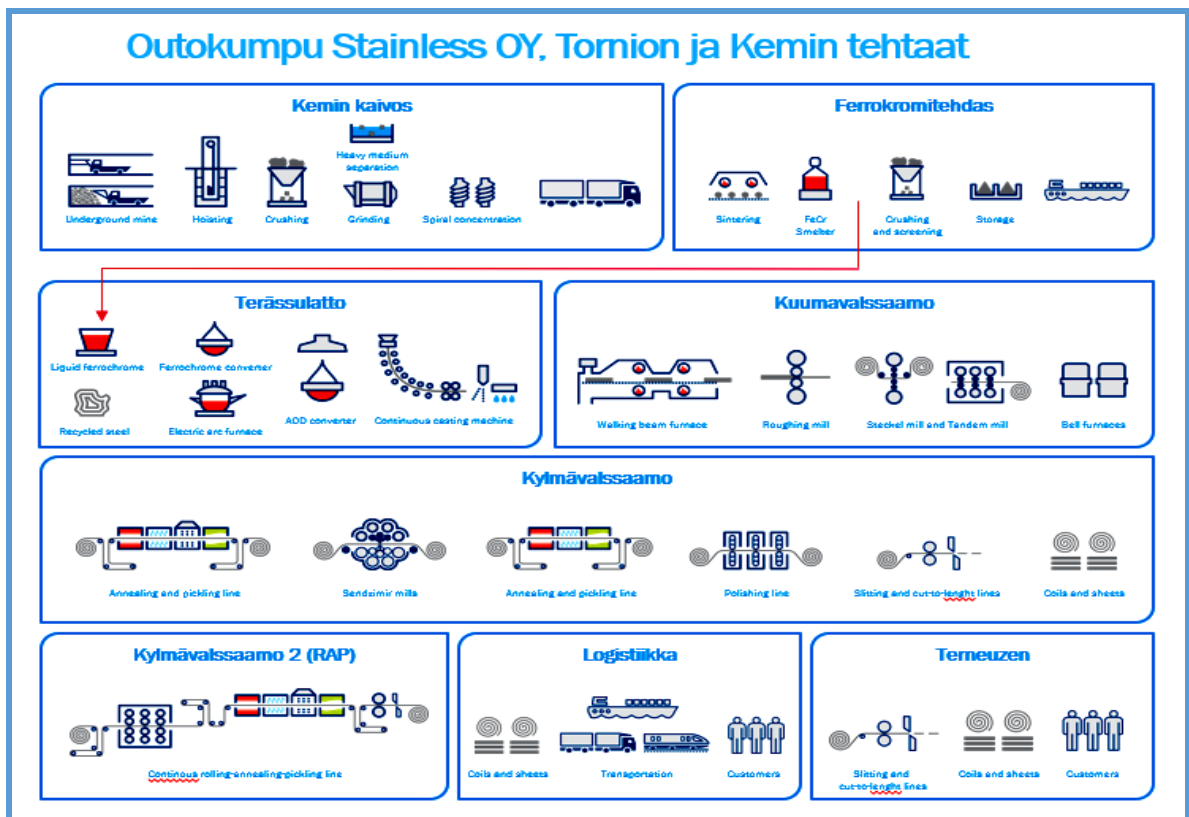 Outokumpu Stainless OY, Tornion ja Kemin tehtaat
Kemin kaivos
Heavy medium
separation
Underground mine
Hoisting
Crushing
Grinding
Spiral concentration
Ferrokromitehdas
Sintering
FeCr
Smelter
Crushing
and screening
Storage
Terässulatto
Liquid ferrochrome
Ferrochrome converter
Recycled steel
Electric arc furnace
AOD converter
Continuous casting machine
Kuumavalssaamo
Walking beam furnace
Roughing mill
Steckel mill and Tandem mill
Bell furnaces
Kylmävalssaamo
Annealing and pickling line
Sendzimir mills
Annealing and pickling line
Polishing line
Slitting and cut-to-lenght lines
Coils and sheets
Kylmävalssaamo 2 (RAP)
Continous rolling-annealing-pickling line
Logistiikka
Coils and sheets
Transportation
Customers
Terneuzen
Slitting and
cut-to-lenght lines
Coils and sheets
Customers